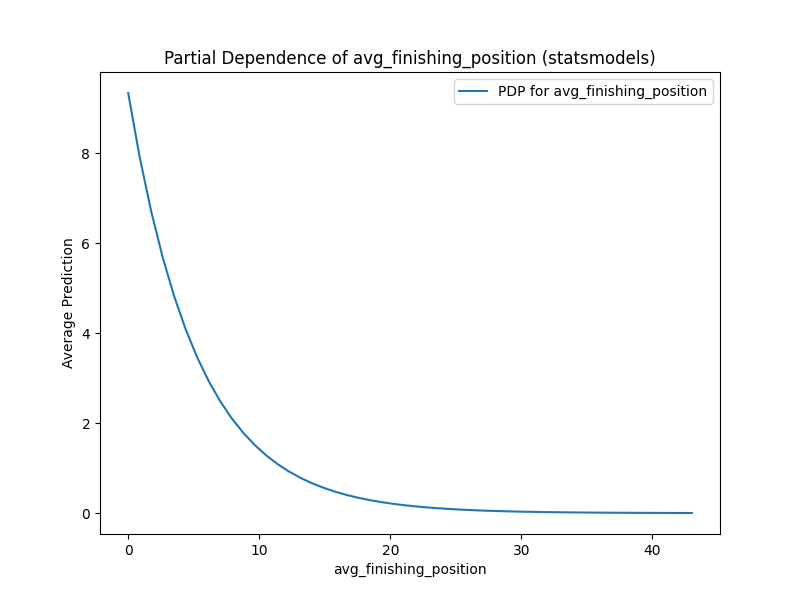 Partial Dependence of avg_finishing_position (statsmodels)
PDP for avg_finishing_position
Average Prediction
8
6
4
2
0
0 10 20 30 40
avg_finishing_position